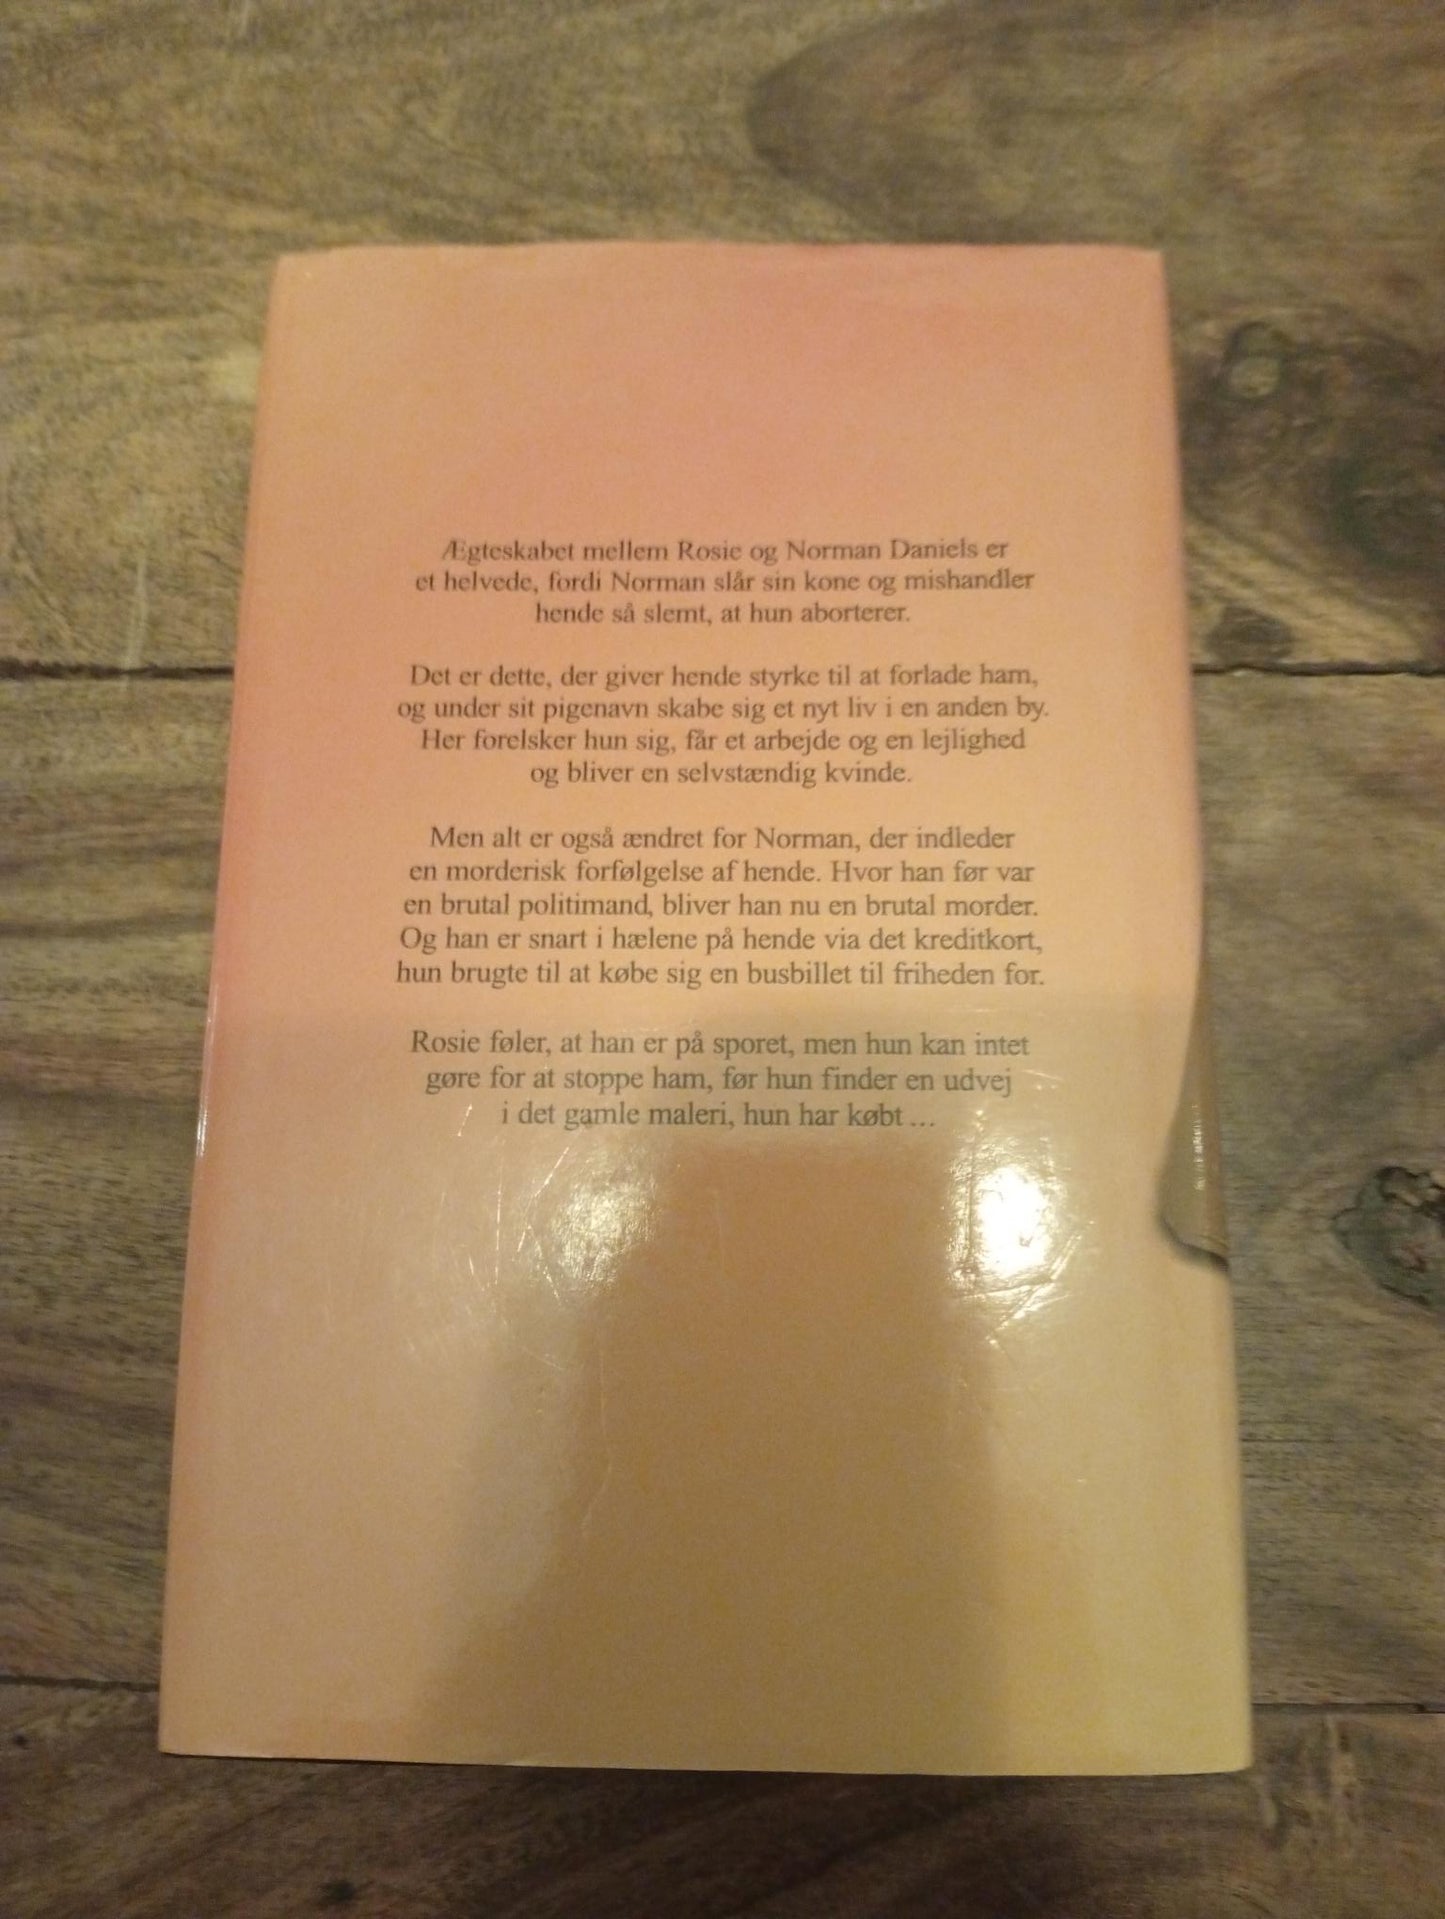 Ægteskabet mellem Rosie og Norman Daniels er
et helvede, fordi Norman slår sin kone og mishandler
hende så slemt, at hun aborterer.
Det er dette, der giver hende styrke til at forlade ham,
og under sit pigenavn skabe sig et nyt liv i en anden by.
Her forelsker hun sig, får et arbejde og en lejlighed
og bliver en selvstændig kvinde.
Men alt er også ændret for Norman, der indleder
en morderisk forfølgelse af hende. Hvor han før var
en brutal politimand, bliver han nu en brutal morder.
Og han er snart i hælene på hende via det kreditkort,
hun brugte til at købe sig en busbillet til friheden for.
Rosie føler, at han er på sporet, men hun kan intet
gøre for at stoppe ham, før hun finder en udvej
i det gamle maleri, hun har købt ...